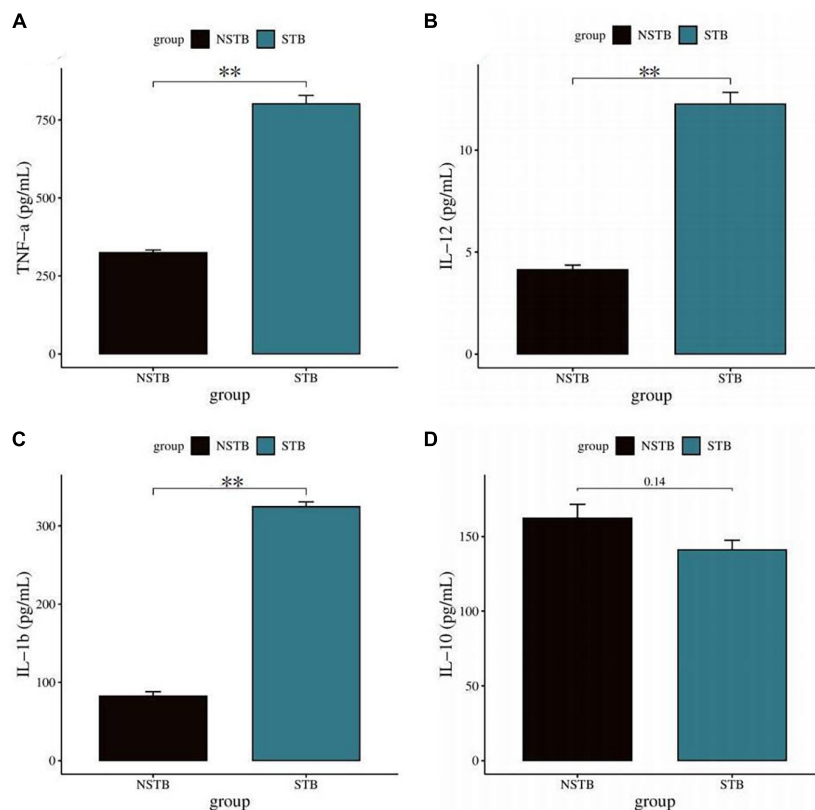 A
group NSTB STB
**
TNF−a (pg/mL)
750
500
250
0
NSTB STB
group
B
group NSTB STB
**
IL−12 (pg/mL)
10
5
0
NSTB STB
group
C
group NSTB STB
**
IL−1b (pg/mL)
300
200
100
0
NSTB STB
group
D
group NSTB STB
0.14
IL−10 (pg/mL)
150
100
50
0
NSTB STB
group